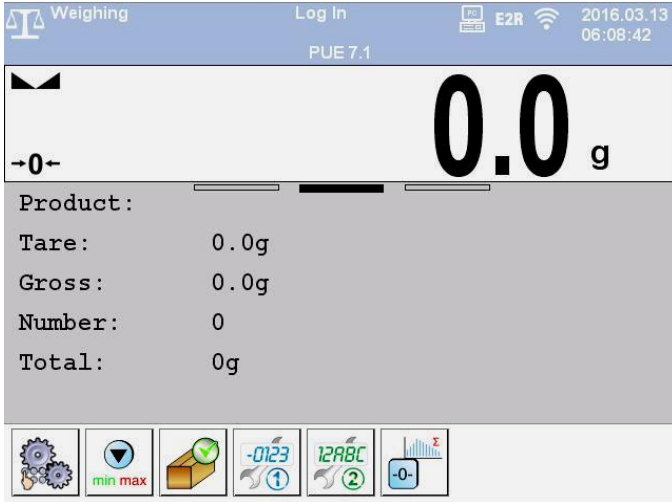 Weighing
Log In
PC
E2R
2016.03.13
06:08:42
PUE 7.1
0.0 g
→0←
Product:
Tare: 0.0g
Gross: 0.0g
Number: 0
Total: 0g
min max
-0123
1
12ABC
2
Σ
-0-